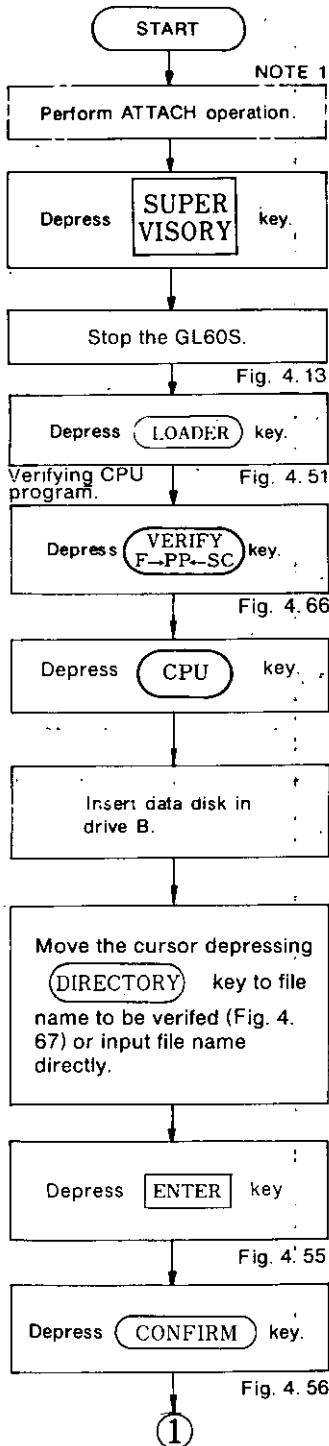 START
NOTE 1
Perform ATTACH operation.
Depress SUPER VISORY key.
Stop the GL60S.
Fig. 4.13
Depress LOADER key.
Verifying CPU program.
Fig. 4.51
Depress VERIFY F→PP←SC key.
Fig. 4.66
Depress CPU key.
Insert data disk in
drive B.
Move the cursor depressing
DIRECTORY key to file
name to be verifed (Fig. 4.
67) or input file name
directly.
Depress ENTER key
Fig. 4.55
Depress CONFIRM key.
Fig. 4.56
1